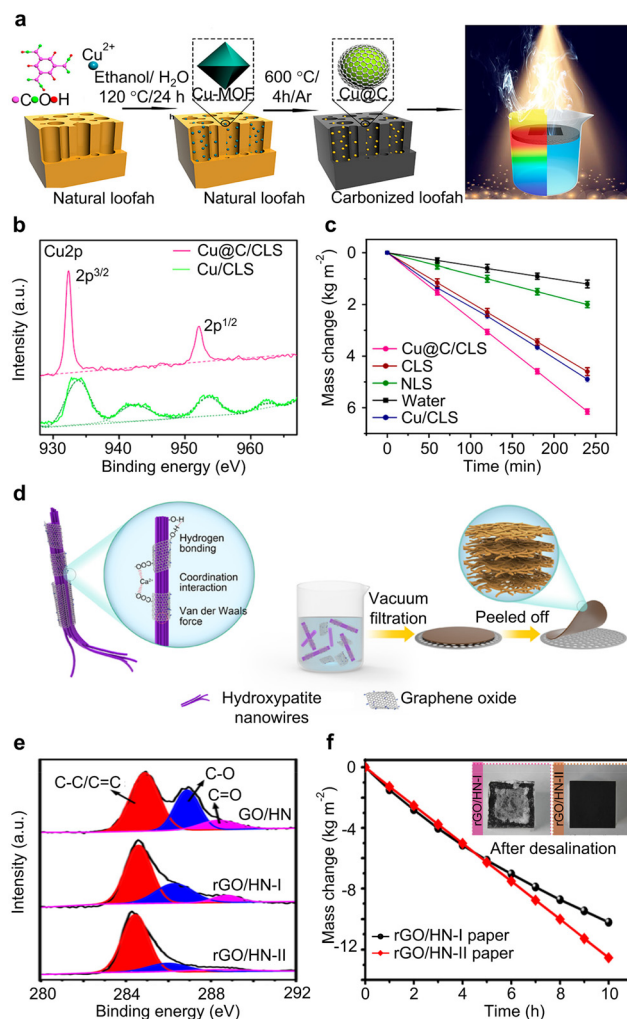 a
Cu2+
Ethanol/ H2O
120 °C/24 h
C O H
Cu-MOF
600 °C/
4h/Ar
Cu@C
h
Natural loofah
Natural loofah
Carbonized loofah
b
Cu2p
2p3/2
2p1/2
Cu@C/CLS
Cu/CLS
Intensity (a.u.)
930 940 950 960
Binding energy (eV)
c
Mass change (kg m-2)
0
2
4
6
Cu@C/CLS
CLS
NLS
Water
Cu/CLS
0 50 100 150 200 250
Time (min)
d
O-H
Hydrogen
bonding
Ca2+
Coordination
interaction
Van der Waals
force
Vacuum
filtration
Peeled off
Hydroxypatite
nanowires
Graphene oxide
e
C-C/C=C
C-O
C=O
GO/HN
rGO/HN-I
rGO/HN-II
Intensity (a.u.)
280 284 288 292
Binding energy (eV)
f
Mass change (kg m-2)
0
-4
-8
-12
rGO/HN-I
rGO/HN-II
After desalination
rGO/HN-I paper
rGO/HN-II paper
0 1 2 3 4 5 6 7 8 9 10
Time (h)